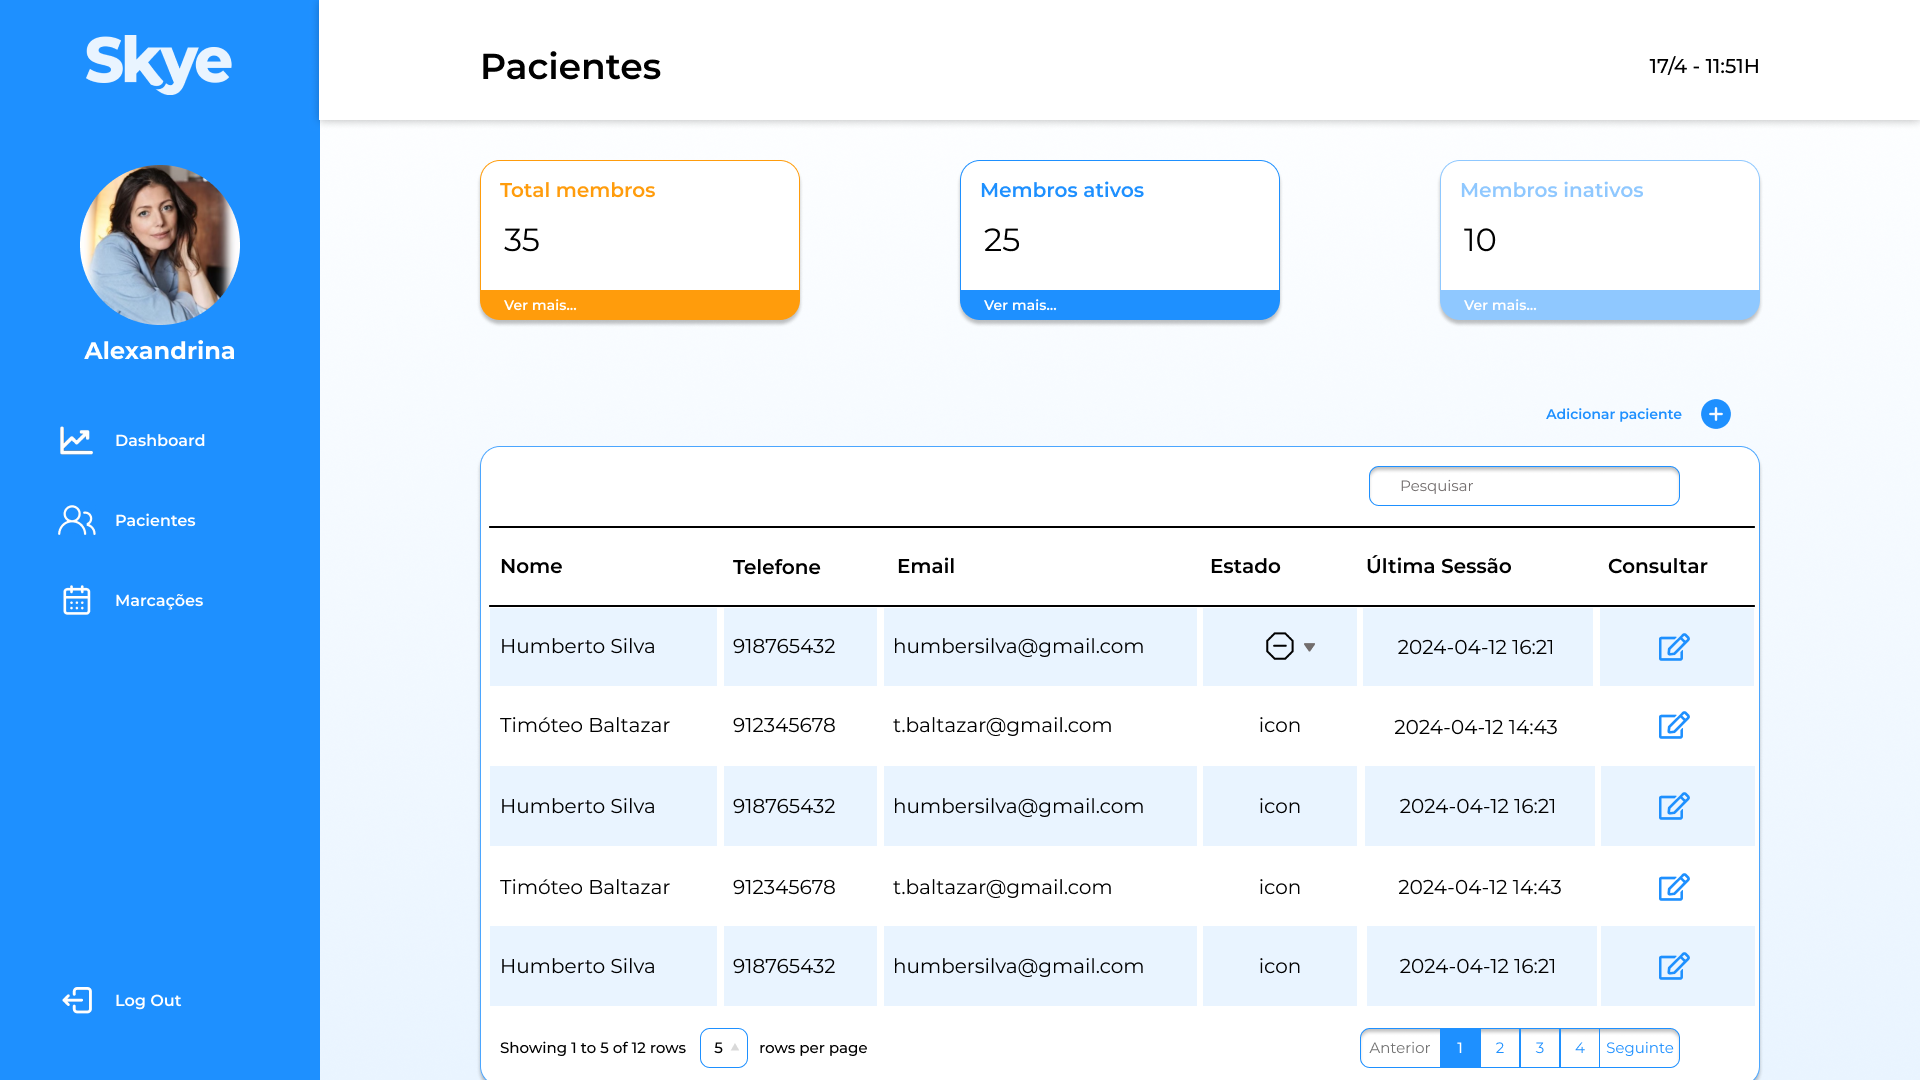 Skye
Pacientes
17/4 - 11:51H
Alexandrina
Dashboard
Pacientes
Marcações
Log Out
Total membros
35
Ver mais...
Membros ativos
25
Ver mais...
Membros inativos
10
Ver mais...
Adicionar paciente
Pesquisar
Nome Telefone Email Estado Última Sessão Consultar
Humberto Silva 918765432 humbersilva@gmail.com 2024-04-12 16:21
Timóteo Baltazar 912345678 t.baltazar@gmail.com icon 2024-04-12 14:43
Humberto Silva 918765432 humbersilva@gmail.com icon 2024-04-12 16:21
Timóteo Baltazar 912345678 t.baltazar@gmail.com icon 2024-04-12 14:43
Humberto Silva 918765432 humbersilva@gmail.com icon 2024-04-12 16:21
Showing 1 to 5 of 12 rows 5 rows per page
Anterior 1 2 3 4 Seguinte